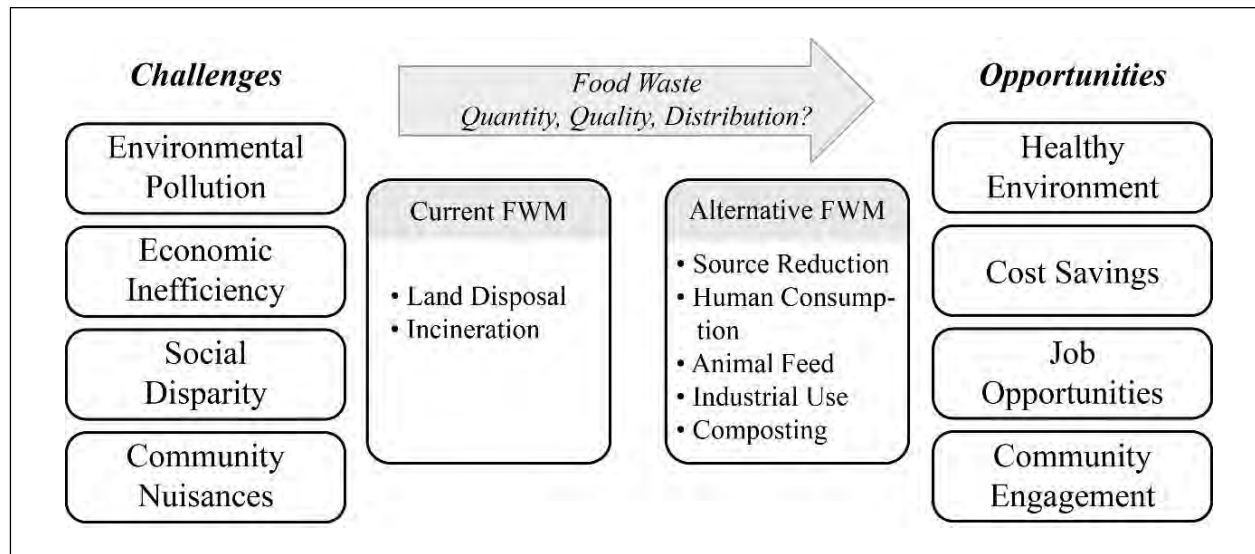 Challenges
Environmental
Pollution
Economic
Inefficiency
Social
Disparity
Community
Nuisances
Food Waste
Quantity, Quality, Distribution?
Current FWM
• Land Disposal
• Incineration
Alternative FWM
• Source Reduction
• Human Consump-
tion
• Animal Feed
• Industrial Use
• Composting
Opportunities
Healthy
Environment
Cost Savings
Job
Opportunities
Community
Engagement